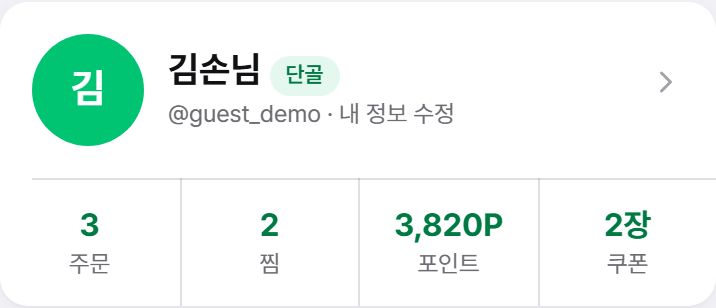 김
김손님 단골
@guest_demo · 내 정보 수정
3 2 3,820P 2장
주문 찜 포인트 쿠폰